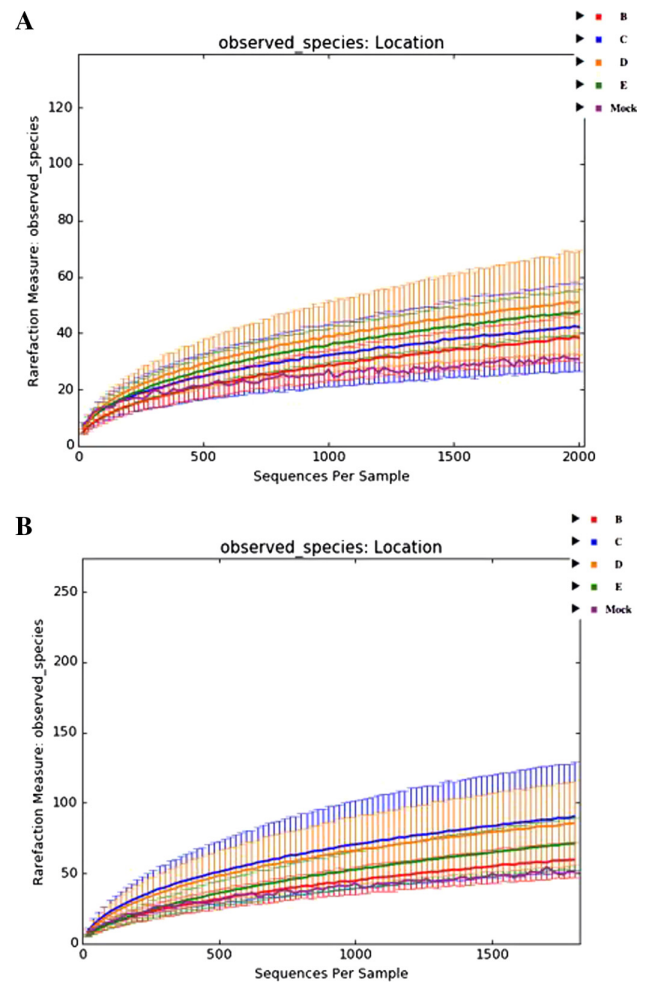 A
observed_species: Location
B
C
D
E
Mock
Rarefaction Measure: observed_species
120
100
80
60
40
20
0
0 500 1000 1500 2000
Sequences Per Sample
B
observed_species: Location
B
C
D
E
Mock
Rarefaction Measure: observed_species
250
200
150
100
50
0
0 500 1000 1500
Sequences Per Sample